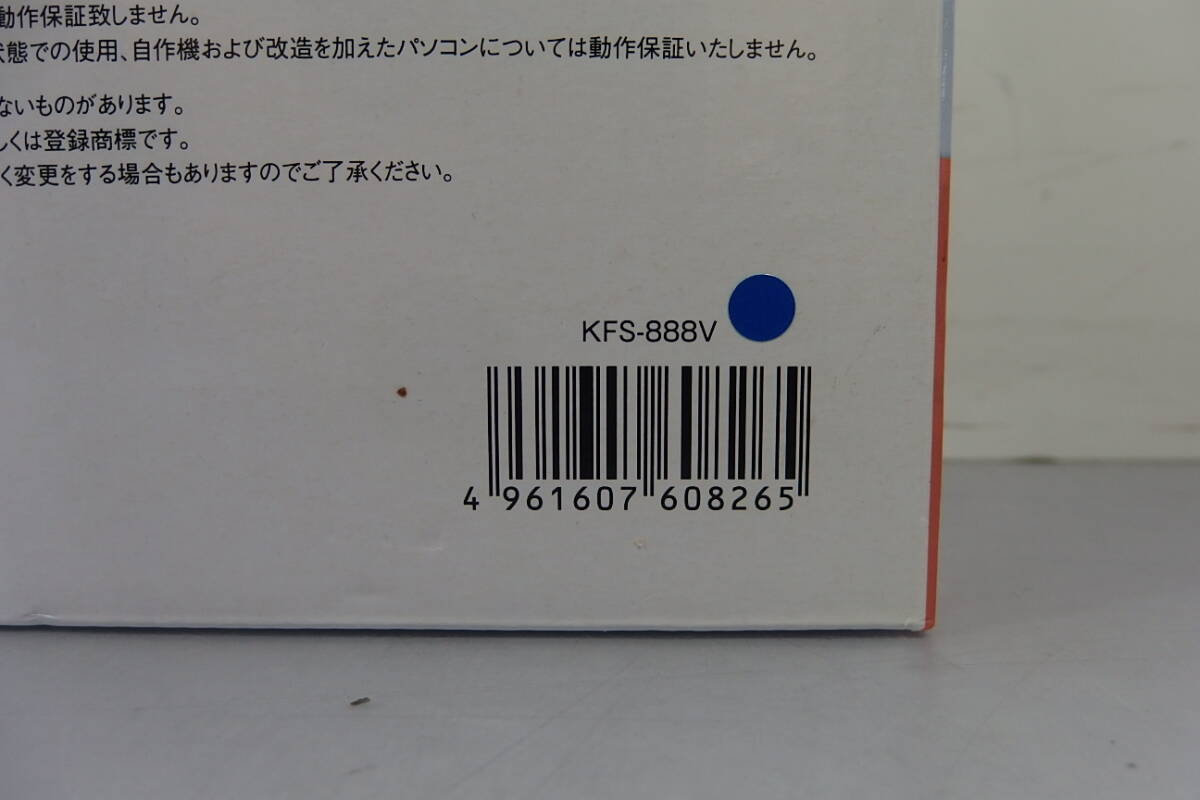 動作保証致しません。
状態での使用、自作機および改造を加えたパソコンについては動作保証いたしません。
ないものがあります。
しくは登録商標です。
く変更をする場合もありますのでご了承ください。
KFS-888V
4 961607 608265